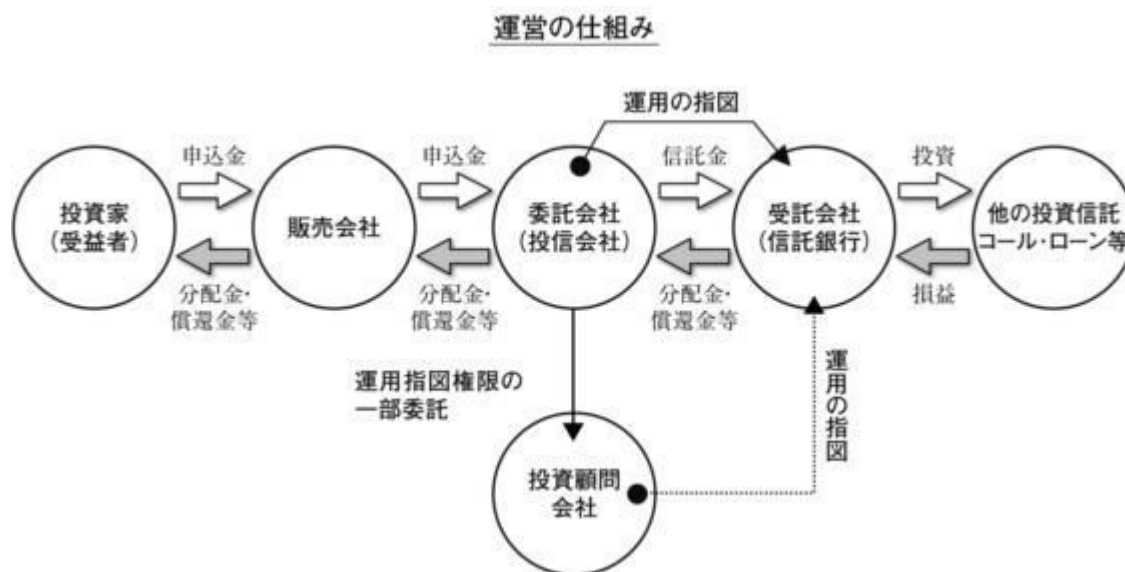 運営の仕組み
運用の指図
申込金
申込金
信託金
投資
投資家
(受益者)
販売会社
委託会社
(投信会社)
受託会社
(信託銀行)
他の投資信託
コール・ローン等
分配金・
償還金等
分配金・
償還金等
分配金・
償還金等
損益
運用指図権限の
一部委託
運用の指図
投資顧問
会社